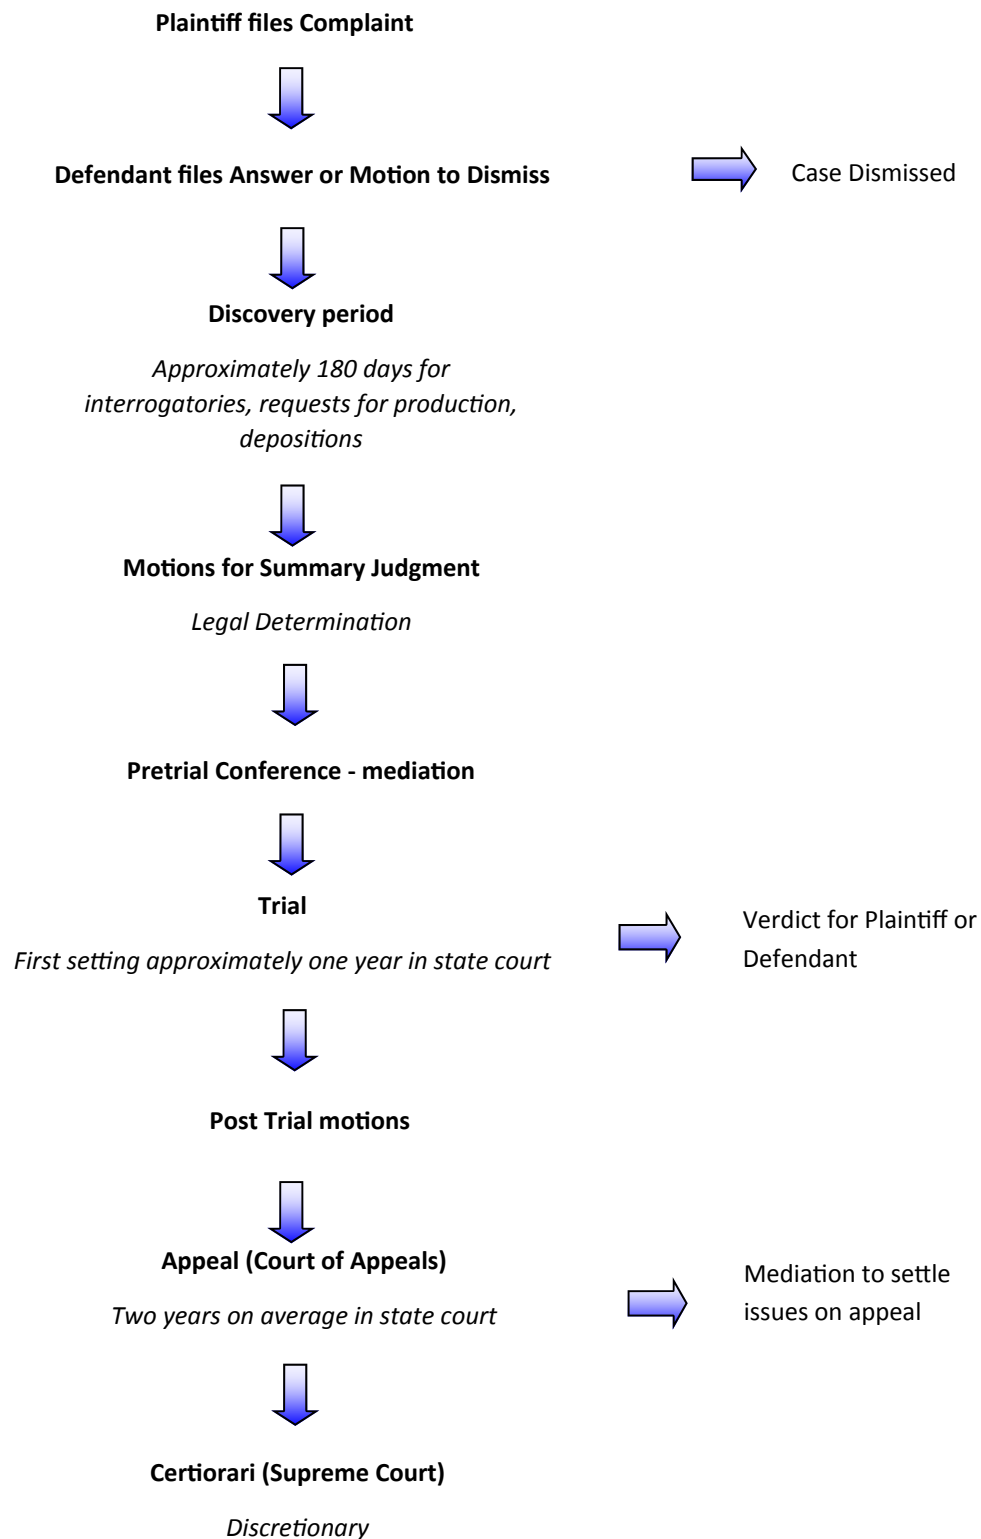 Plaintiff files Complaint
Defendant files Answer or Motion to Dismiss
Case Dismissed
Discovery period
Approximately 180 days for
interrogatories, requests for production,
depositions
Motions for Summary Judgment
Legal Determination
Pretrial Conference - mediation
Trial
First setting approximately one year in state court
Verdict for Plaintiff or
Defendant
Post Trial motions
Appeal (Court of Appeals)
Two years on average in state court
Mediation to settle
issues on appeal
Certiorari (Supreme Court)
Discretionary